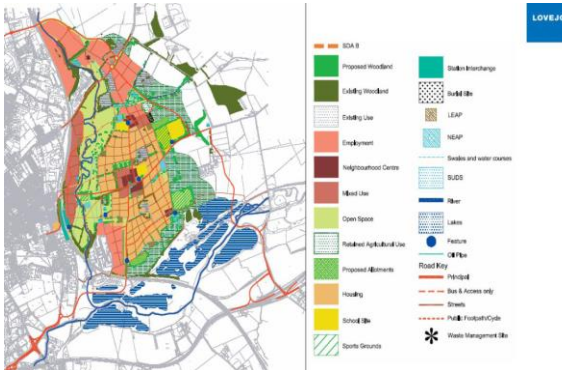 LOVEJO
SDA B
Proposed Woodland
Existing Woodland
Existing Use
Employment
Neighbourhood Centre
Mixed Use
Open Space
Retained Agricultural Use
Proposed Allotments
Housing
School Site
Sports Grounds
Station Interchange
Burial Site
LEAP
NEAP
Swales and water courses
SUDS
River
Lakes
Feature
Oil Pipe
Road Key
Principal
Bus & Access only
Streets
Public Footpath/Cycle
Waste Management Site